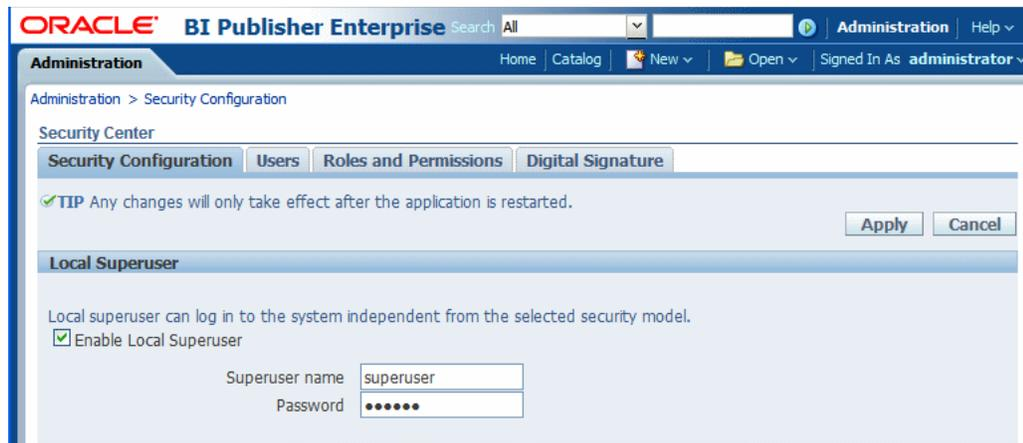 ORACLE BI Publisher Enterprise Search All Administration Help
Administration Home Catalog New Open Signed In As administrator
Administration > Security Configuration
Security Center
Security Configuration Users Roles and Permissions Digital Signature
TIP Any changes will only take effect after the application is restarted.
Apply Cancel
Local Superuser
Local superuser can log in to the system independent from the selected security model.
Enable Local Superuser
Superuser name superuser
Password ••••••